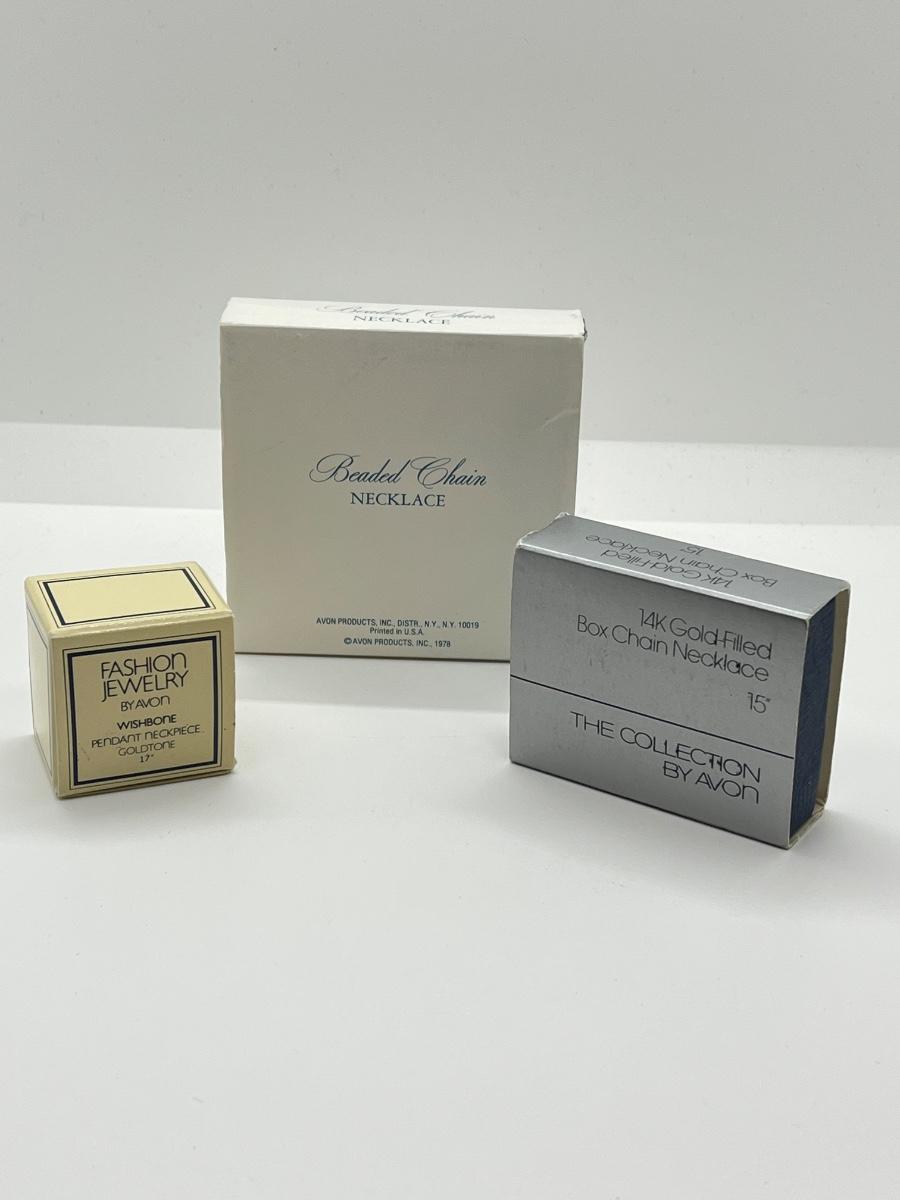 Beaded Chain
NECKLACE
Beaded Chain
NECKLACE
AVON PRODUCTS, INC., DISTR., N.Y., N.Y. 10019
Printed in U.S.A.
© AVON PRODUCTS, INC., 1978
FASHION
JEWELRY
BY AVON
WISHBONE
PENDANT NECKPIECE
GOLDTONE
17"
14K Gold-Filled
Box Chain Necklace
15"
14K Gold-Filled
Box Chain Necklace
15"
THE COLLECTION
BY AVON